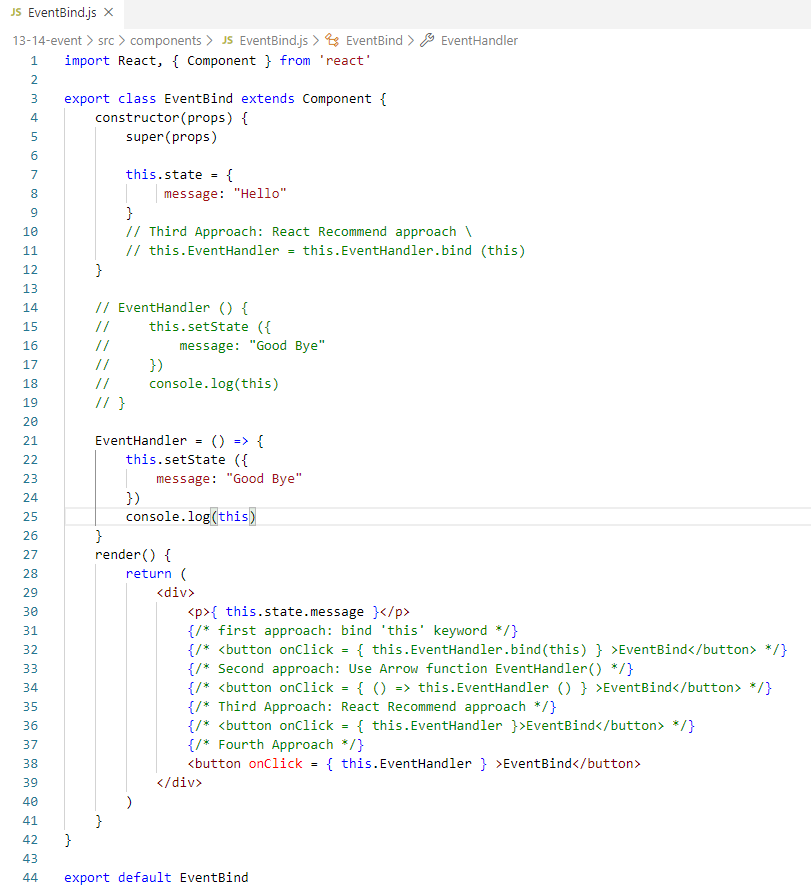 JS EventBind.js ×
13-14-event > src > components > JS EventBind.js > EventBind > EventHandler
1 import React, { Component } from 'react'
2
3 export class EventBind extends Component {
4     constructor(props) {
5         super(props)
6
7         this.state = {
8              message: "Hello"
9         }
10         // Third Approach: React Recommend approach \
11         // this.EventHandler = this.EventHandler.bind (this)
12     }
13
14     // EventHandler () {
15     //     this.setState ({
16     //         message: "Good Bye"
17     //     })
18     //     console.log(this)
19     // }
20
21     EventHandler = () => {
22         this.setState ({
23             message: "Good Bye"
24         })
25         console.log(this)
26     }
27     render() {
28         return (
29             <div>
30                 <p>{ this.state.message }</p>
31                 {/* first approach: bind 'this' keyword */}
32                 {/* <button onClick = { this.EventHandler.bind(this) } >EventBind</button> */}
33                 {/* Second approach: Use Arrow function EventHandler() */}
34                 {/* <button onClick = { () => this.EventHandler () } >EventBind</button> */}
35                 {/* Third Approach: React Recommend approach */}
36                 {/* <button onClick = { this.EventHandler }>EventBind</button> */}
37                 {/* Fourth Approach */}
38                 <button onClick = { this.EventHandler } >EventBind</button>
39             </div>
40         )
41     }
42 }
43
44 export default EventBind